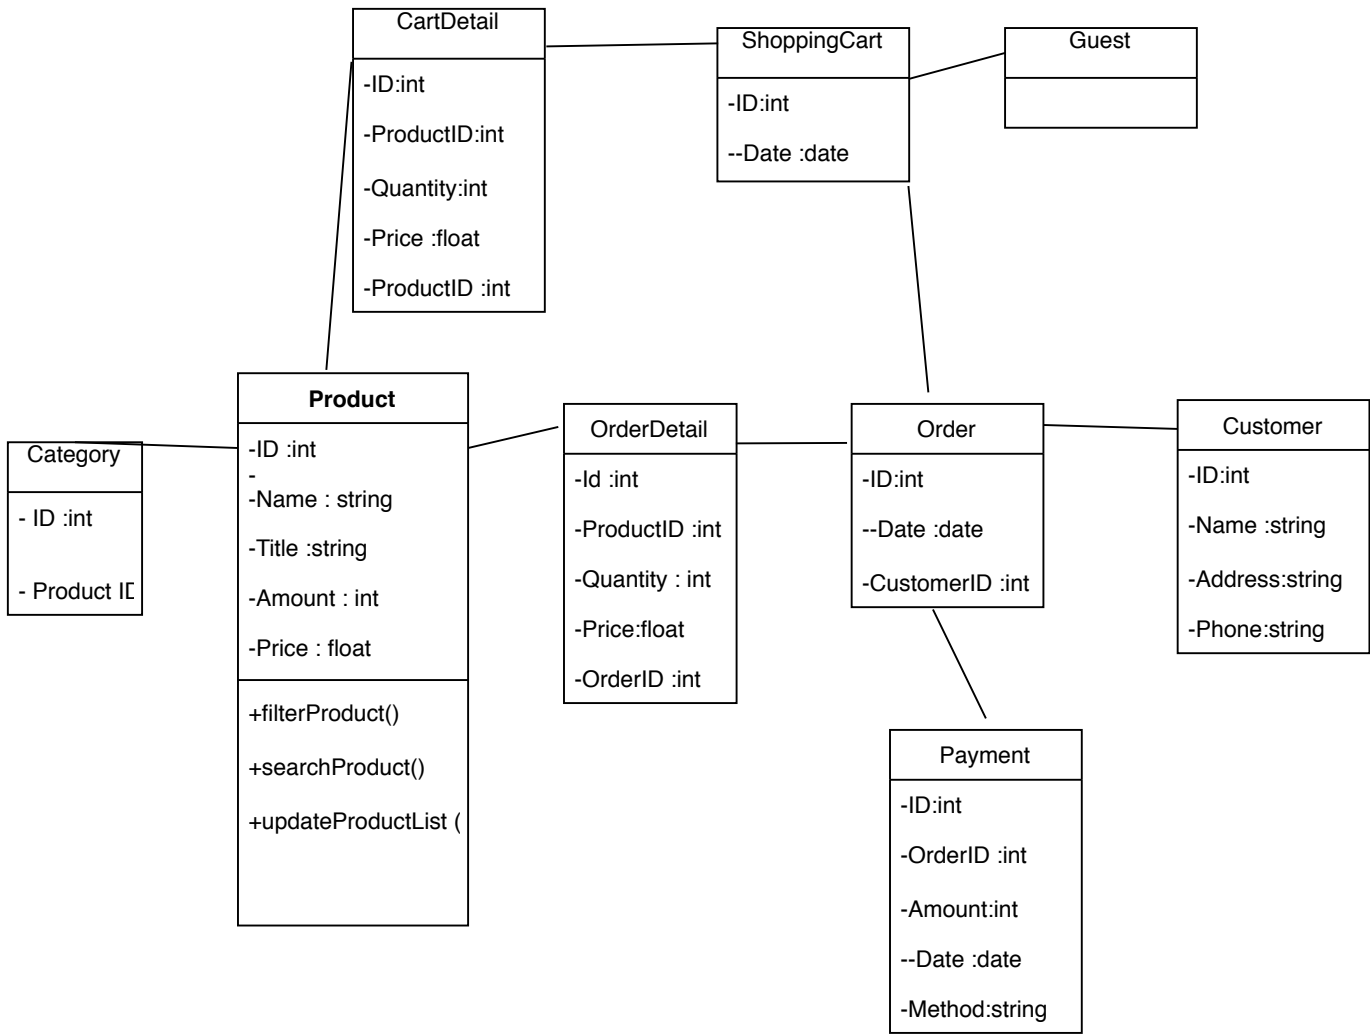 CartDetail
-ID:int
-ProductID:int
-Quantity:int
-Price :float
-ProductID :int
ShoppingCart
-ID:int
--Date :date
Guest
Category
- ID :int
- Product ID
Product
-ID :int
-
-Name : string
-Title :string
-Amount : int
-Price : float
+filterProduct()
+searchProduct()
+updateProductList (
OrderDetail
-Id :int
-ProductID :int
-Quantity : int
-Price:float
-OrderID :int
Order
-ID:int
--Date :date
-CustomerID :int
Customer
-ID:int
-Name :string
-Address:string
-Phone:string
Payment
-ID:int
-OrderID :int
-Amount:int
--Date :date
-Method:string